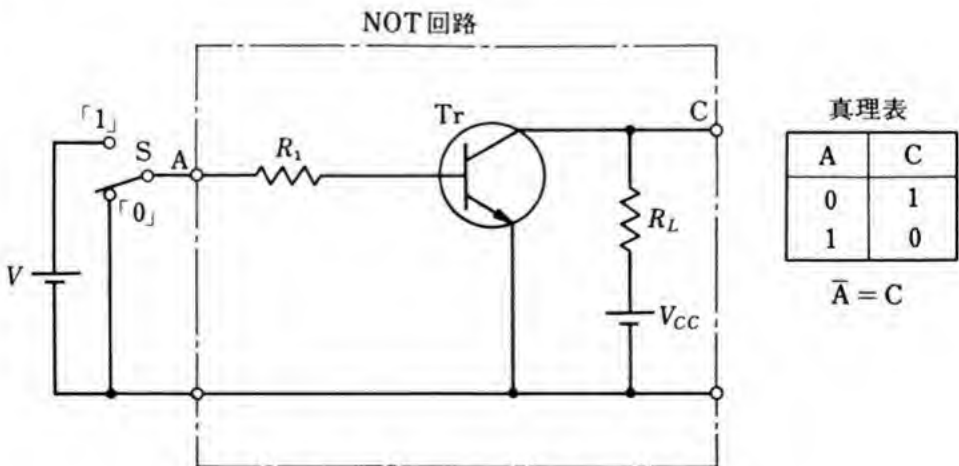 NOT回路
「1」
S
A
R₁
「0」
V
Tr
C
R_L
V_CC
真理表
A C
0 1
1 0
A̅ = C